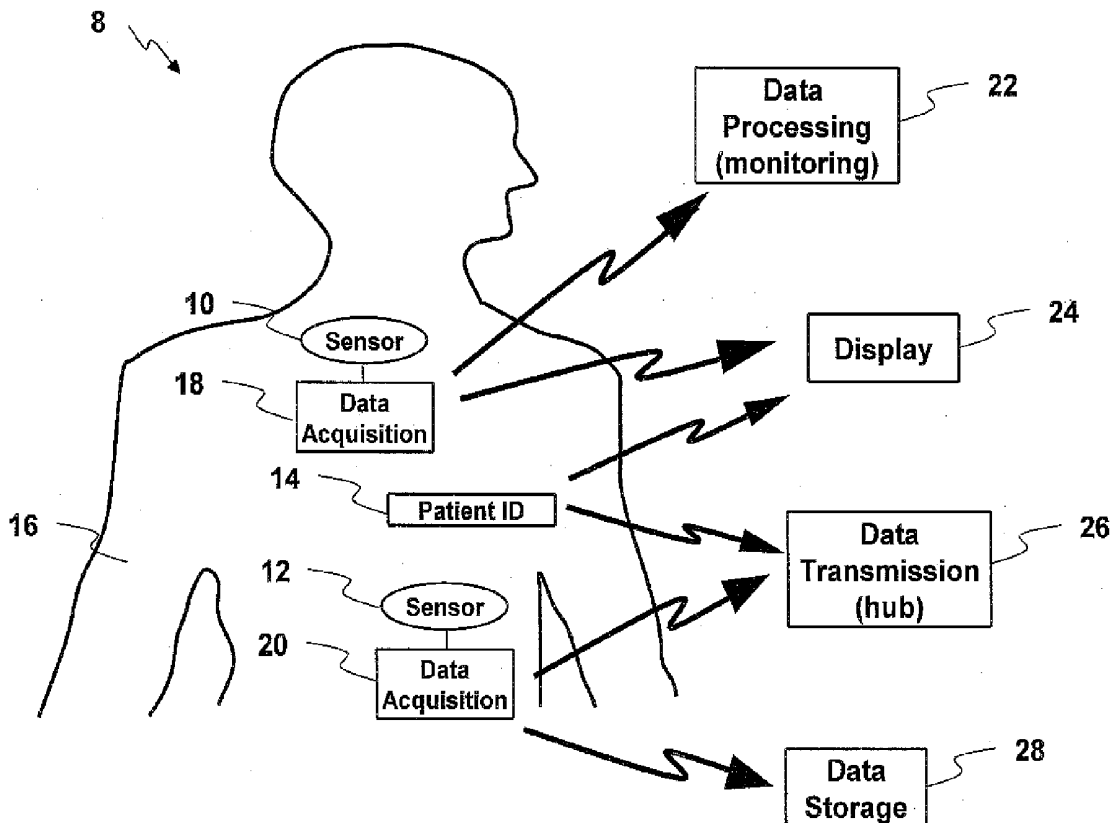 8
Data
Processing
(monitoring)
22
10
Sensor
18
Data
Acquisition
Display
24
14
Patient ID
16
Data
Transmission
(hub)
26
12
Sensor
20
Data
Acquisition
Data
Storage
28